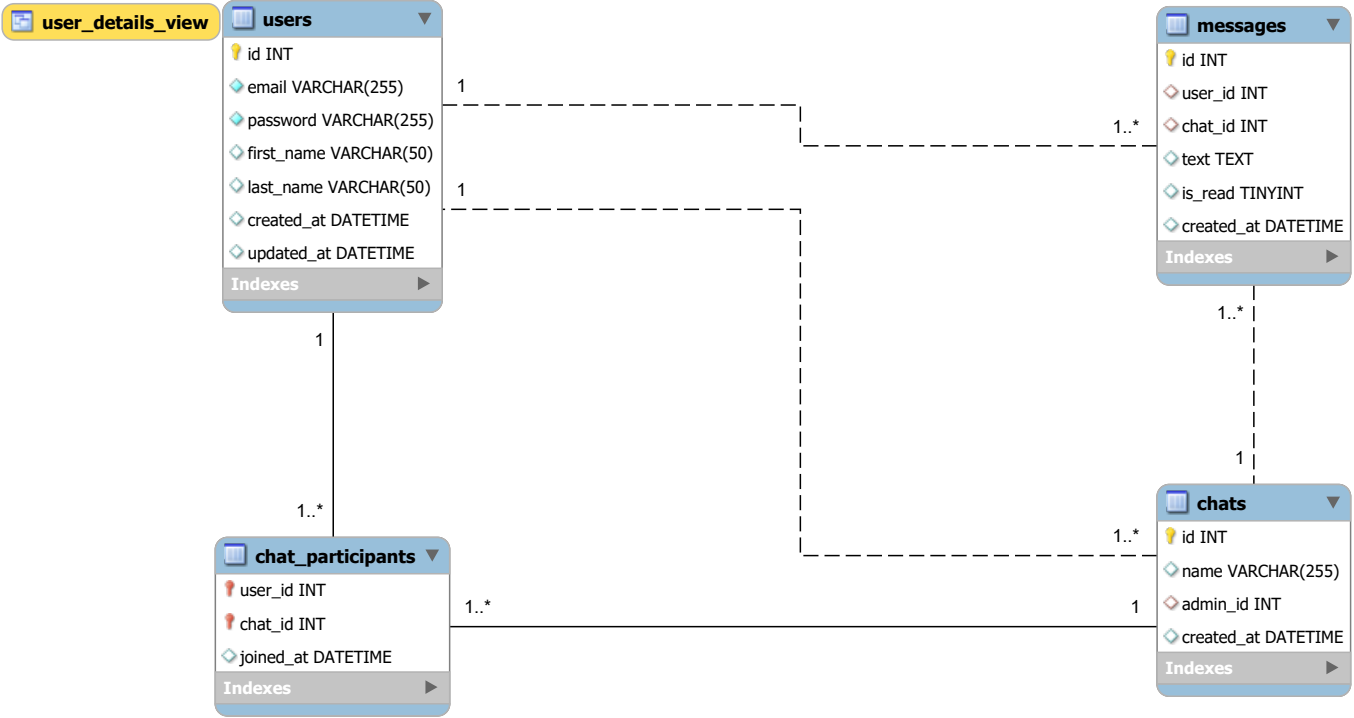 user_details_view
users
id INT
email VARCHAR(255)
password VARCHAR(255)
first_name VARCHAR(50)
last_name VARCHAR(50)
created_at DATETIME
updated_at DATETIME
Indexes
1
1..*
1
1
1..*
messages
id INT
user_id INT
chat_id INT
text TEXT
is_read TINYINT
created_at DATETIME
Indexes
1..*
1
1..*
chat_participants
user_id INT
chat_id INT
joined_at DATETIME
Indexes
1..*
1
chats
id INT
name VARCHAR(255)
admin_id INT
created_at DATETIME
Indexes